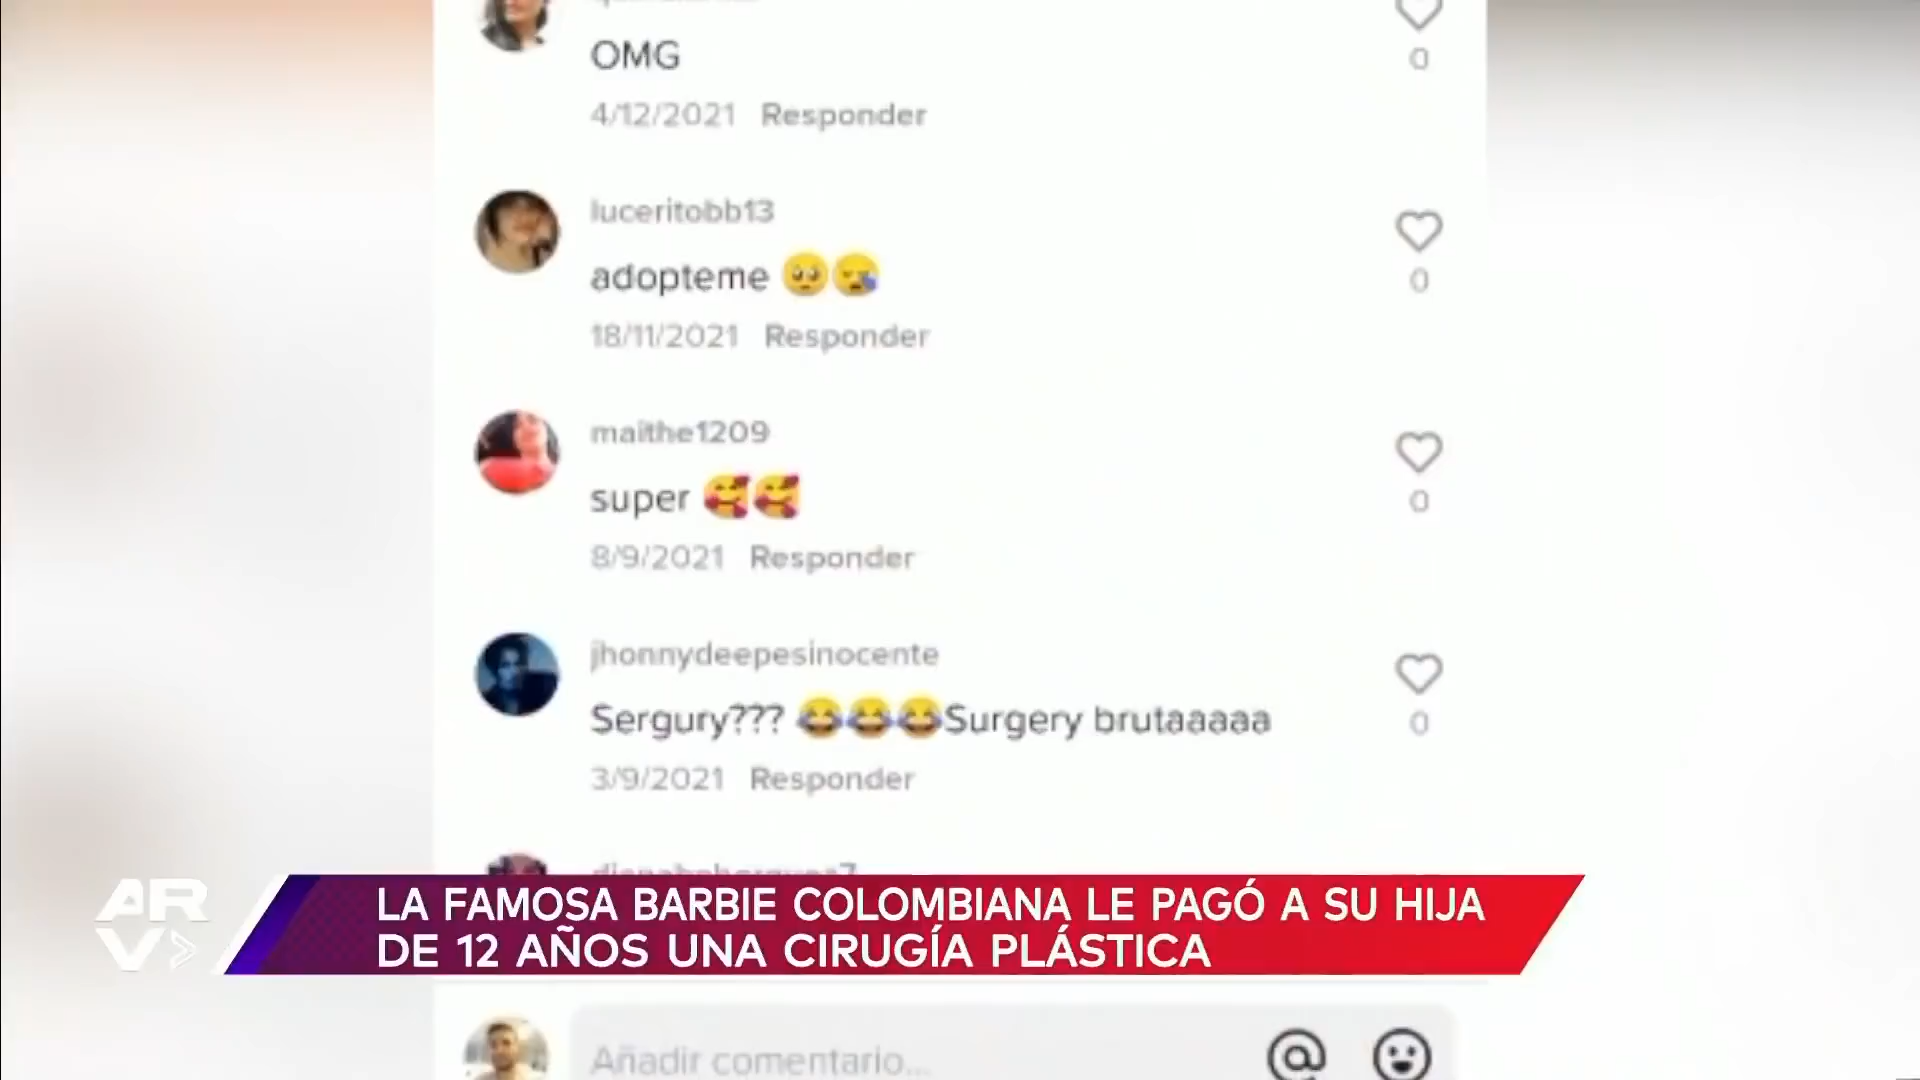 OMG
0
4/12/2021 Responder
luceritobb13
adopteme 🥺😪
0
18/11/2021 Responder
maithe1209
super 🥰🥰
0
8/9/2021 Responder
jhonnydeepesinocente
Sergury??? 😂😂😂Surgery brutaaaaa
0
3/9/2021 Responder
ARV
LA FAMOSA BARBIE COLOMBIANA LE PAGÓ A SU HIJA
DE 12 AÑOS UNA CIRUGÍA PLÁSTICA
Añadir comentario...